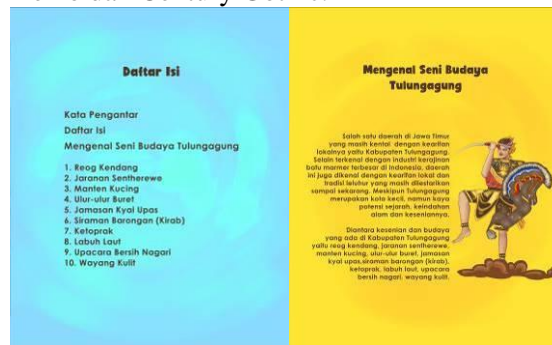 Daftar Isi
Kata Pengantar
Daftar Isi
Mengenal Seni Budaya Tulungagung
1. Reog Kendang
2. Jaranan Sentherewe
3. Manten Kucing
4. Ulur-ulur Buret
5. Jamasan Kyai Upas
6. Siraman Barongan (Kirab)
7. Ketoprak
8. Labuh Laut
9. Upacara Bersih Nagari
10. Wayang Kulit
Mengenal Seni Budaya
Tulungagung
Salah satu daerah di Jawa Timur
yang masih kental dengan kearifan
lokalnya yaitu Kabupaten Tulungagung.
Selain terkenal dengan industri kerajinan
batu marmer terbesar di Indonesia, daerah
ini juga dikenal dengan kearifan lokal dan
tradisi leluhur yang masih dilestarikan
sampai sekarang. Meskipun Tulungagung
merupakan kota kecil, namun kaya
potensi sejarah, keindahan
alam dan keseniannya.
Diantara kesenian dan budaya
yang ada di Kabupaten Tulungagung
yaitu reog kendang, jaranan sentherewe,
manten kucing, ulur-ulur buret, jamasan
kyai upas,siraman barongan (kirab),
ketoprak, labuh laut, upacara
bersih nagari, wayang kulit.